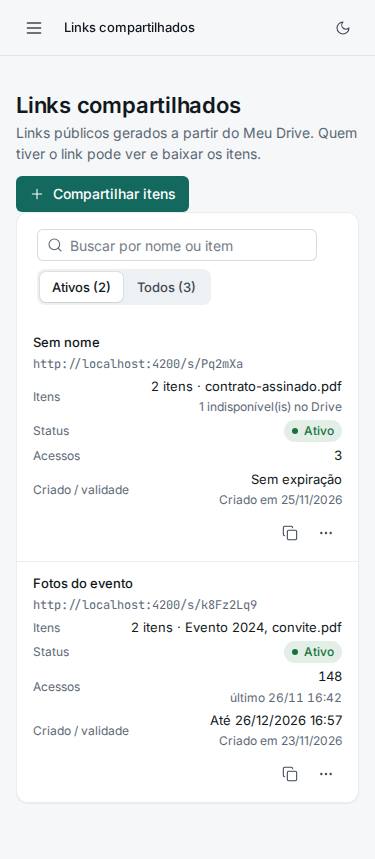 Links compartilhados
Links compartilhados
Links públicos gerados a partir do Meu Drive. Quem
tiver o link pode ver e baixar os itens.
Compartilhar itens
Buscar por nome ou item
Ativos (2) Todos (3)
Sem nome
http://localhost:4200/s/Pq2mXa
Itens 2 itens · contrato-assinado.pdf
1 indisponível(is) no Drive
Status Ativo
Acessos 3
Criado / validade Sem expiração
Criado em 25/11/2026
Fotos do evento
http://localhost:4200/s/k8Fz2Lq9
Itens 2 itens · Evento 2024, convite.pdf
Status Ativo
Acessos 148
último 26/11 16:42
Criado / validade Até 26/12/2026 16:57
Criado em 23/11/2026